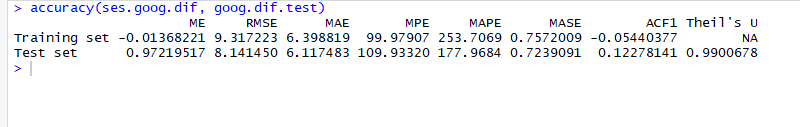 > accuracy(ses.goog.dif, goog.dif.test)
ME RMSE MAE MPE MAPE MASE ACF1 Theil's U
Training set -0.01368221 9.317223 6.398819 99.97907 253.7069 0.7572009 -0.05440377 NA
Test set 0.97219517 8.141450 6.117483 109.93320 177.9684 0.7239091 0.12278141 0.9900678
>